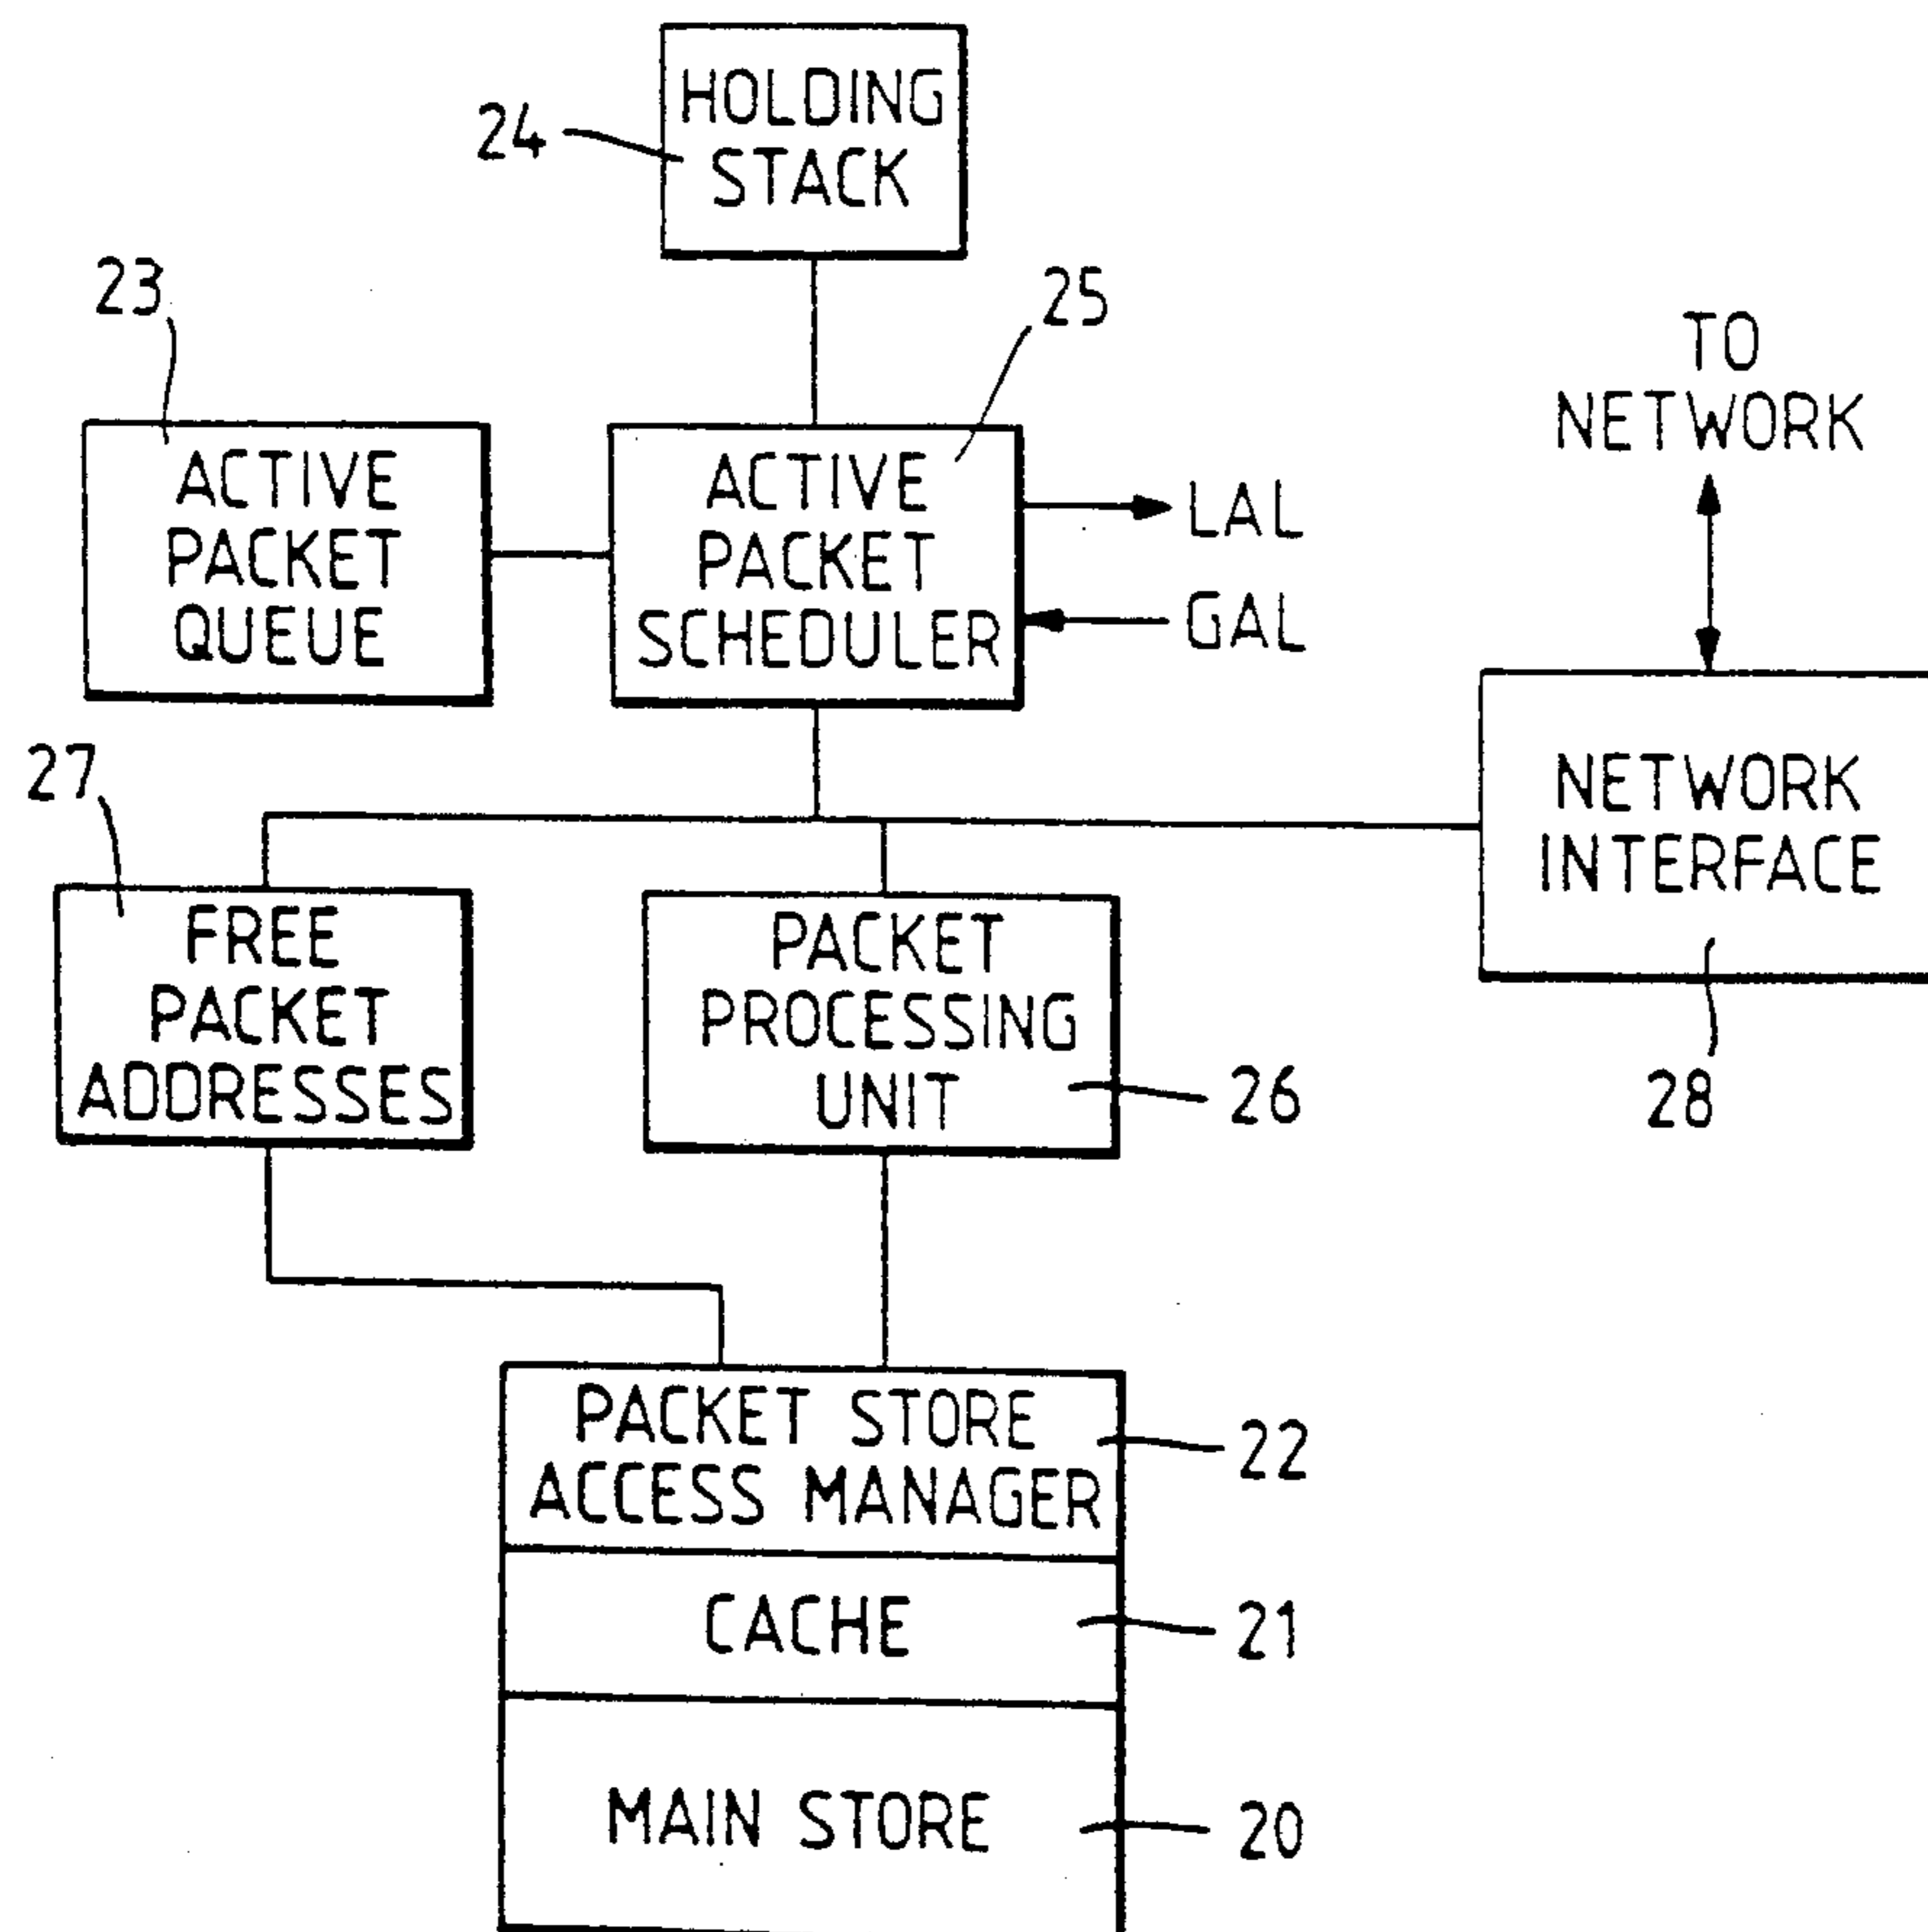 HOLDING
STACK
24
23
25
TO
NETWORK
ACTIVE
PACKET
QUEUE
ACTIVE
PACKET
SCHEDULER
LAL
GAL
27
NETWORK
INTERFACE
28
FREE
PACKET
ADDRESSES
PACKET
PROCESSING
UNIT
26
PACKET STORE
ACCESS MANAGER
22
CACHE
21
MAIN STORE
20